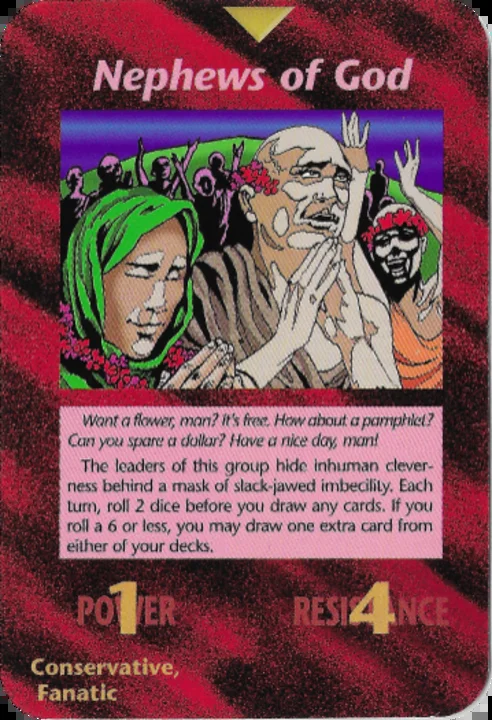 Nephews of God
Want a flower, man? It's free. How about a pamphlet?
Can you spare a dollar? Have a nice day, man!
The leaders of this group hide inhuman clever-
ness behind a mask of slack-jawed imbecility. Each
turn, roll 2 dice before you draw any cards. If you
roll a 6 or less, you may draw one extra card from
either of your decks.
POWER 1 RESISTANCE 4
Conservative,
Fanatic